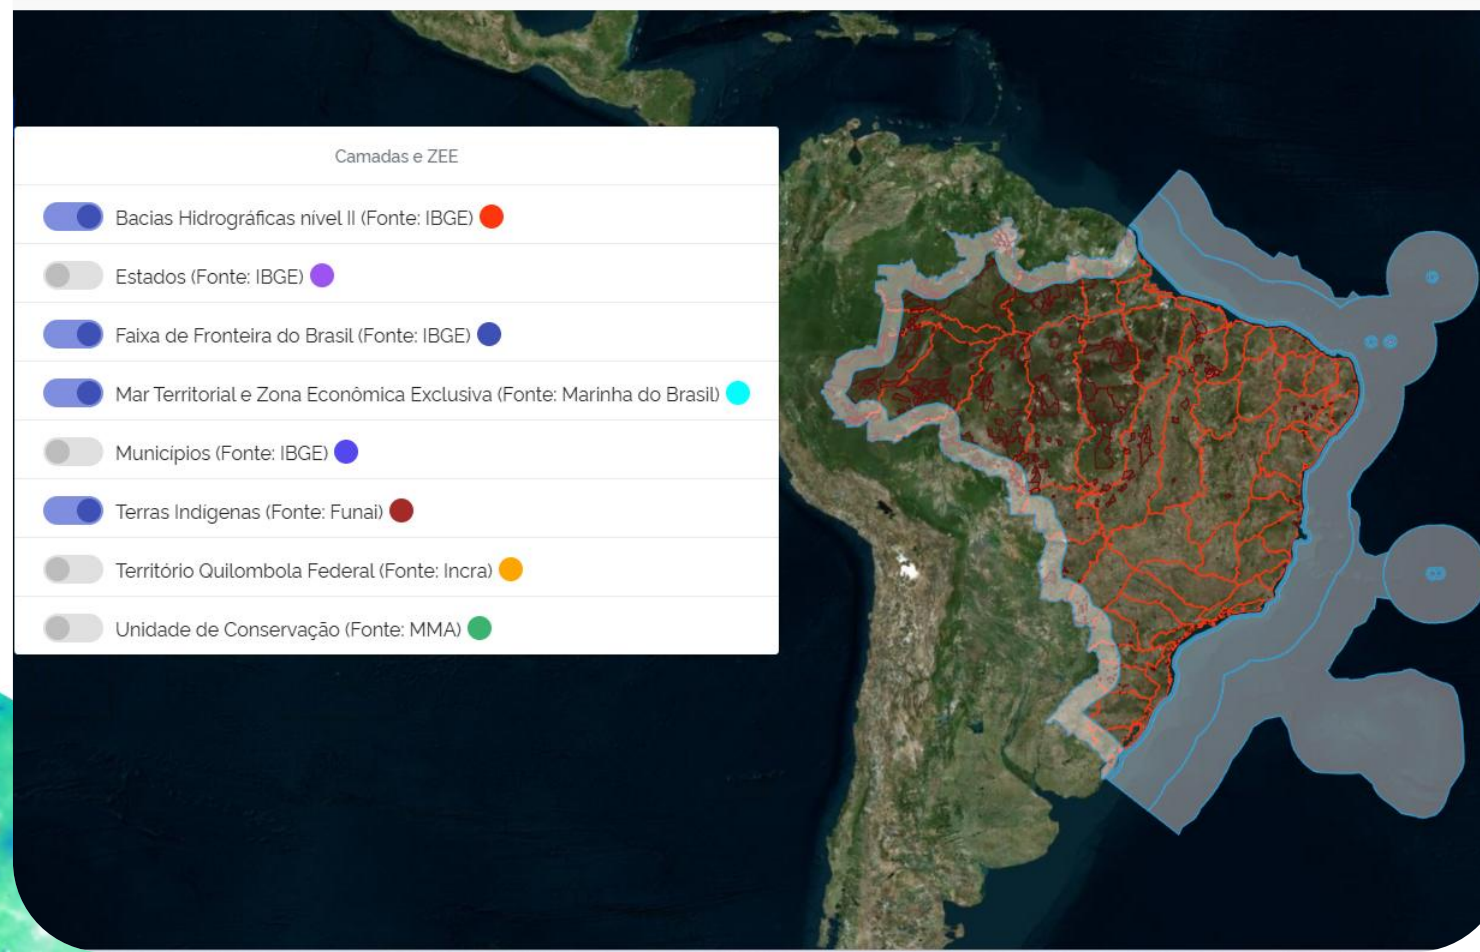 Camadas e ZEE
Bacias Hidrográficas nível II (Fonte: IBGE)
Estados (Fonte: IBGE)
Faixa de Fronteira do Brasil (Fonte: IBGE)
Mar Territorial e Zona Econômica Exclusiva (Fonte: Marinha do Brasil)
Municípios (Fonte: IBGE)
Terras Indígenas (Fonte: Funai)
Território Quilombola Federal (Fonte: Incra)
Unidade de Conservação (Fonte: MMA)